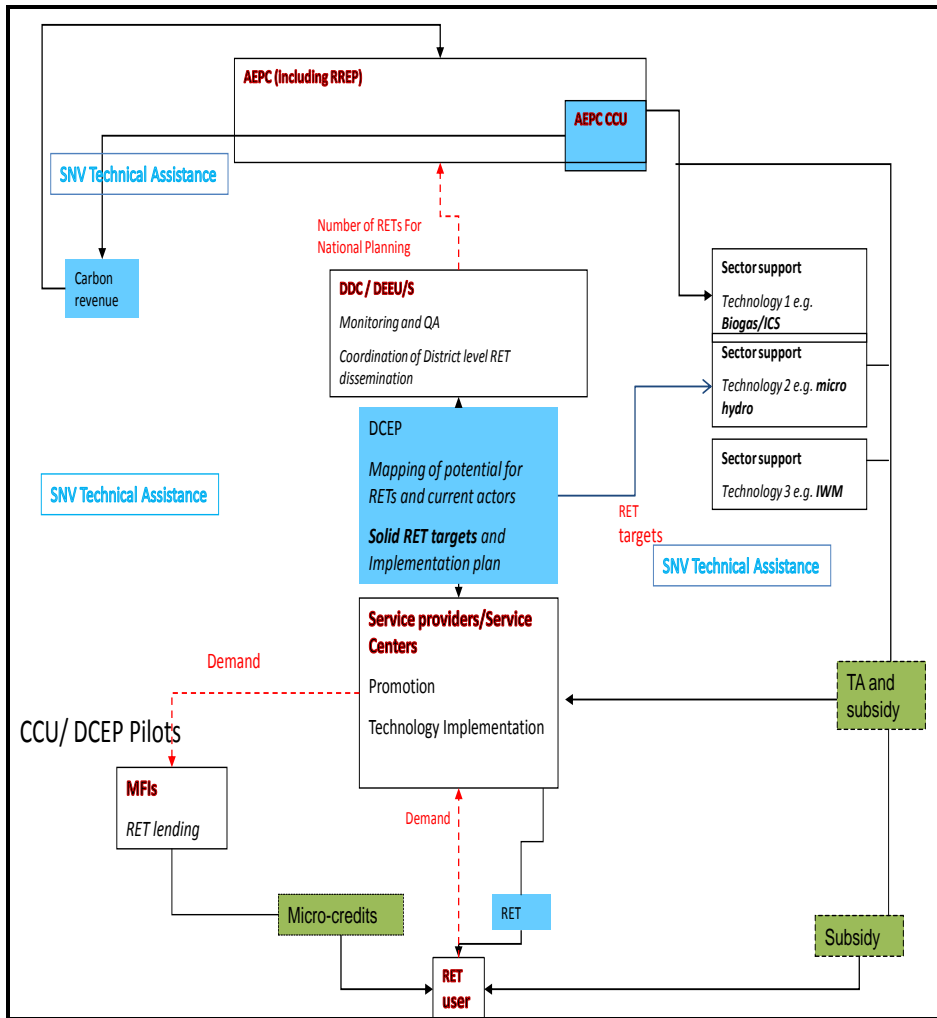 AEPC (Including RREP)
AEPC CCU
SNV Technical Assistance
Number of RETs For
National Planning
Carbon
revenue
DDC / DEEU/S
Monitoring and QA
Coordination of District level RET
dissemination
Sector support
Technology 1 e.g.
Biogas/ICS
Sector support
Technology 2 e.g. micro
hydro
Sector support
Technology 3 e.g. IWM
DCEP
Mapping of potential for
RETs and current actors
Solid RET targets and
Implementation plan
SNV Technical Assistance
RET
targets
SNV Technical Assistance
Service providers/Service
Centers
Promotion
Technology Implementation
Demand
TA and
subsidy
CCU/ DCEP Pilots
MFIs
RET lending
Demand
Micro-credits
RET
Subsidy
RET
user